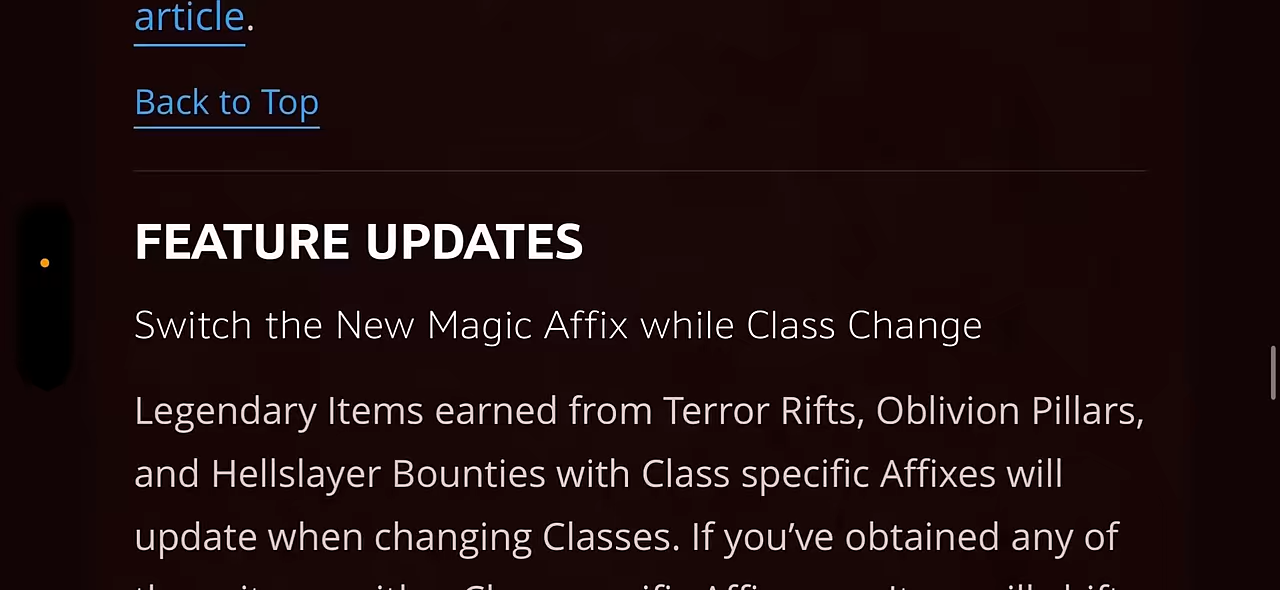 article.
Back to Top
FEATURE UPDATES
Switch the New Magic Affix while Class Change
Legendary Items earned from Terror Rifts, Oblivion Pillars,
and Hellslayer Bounties with Class specific Affixes will
update when changing Classes. If you’ve obtained any of